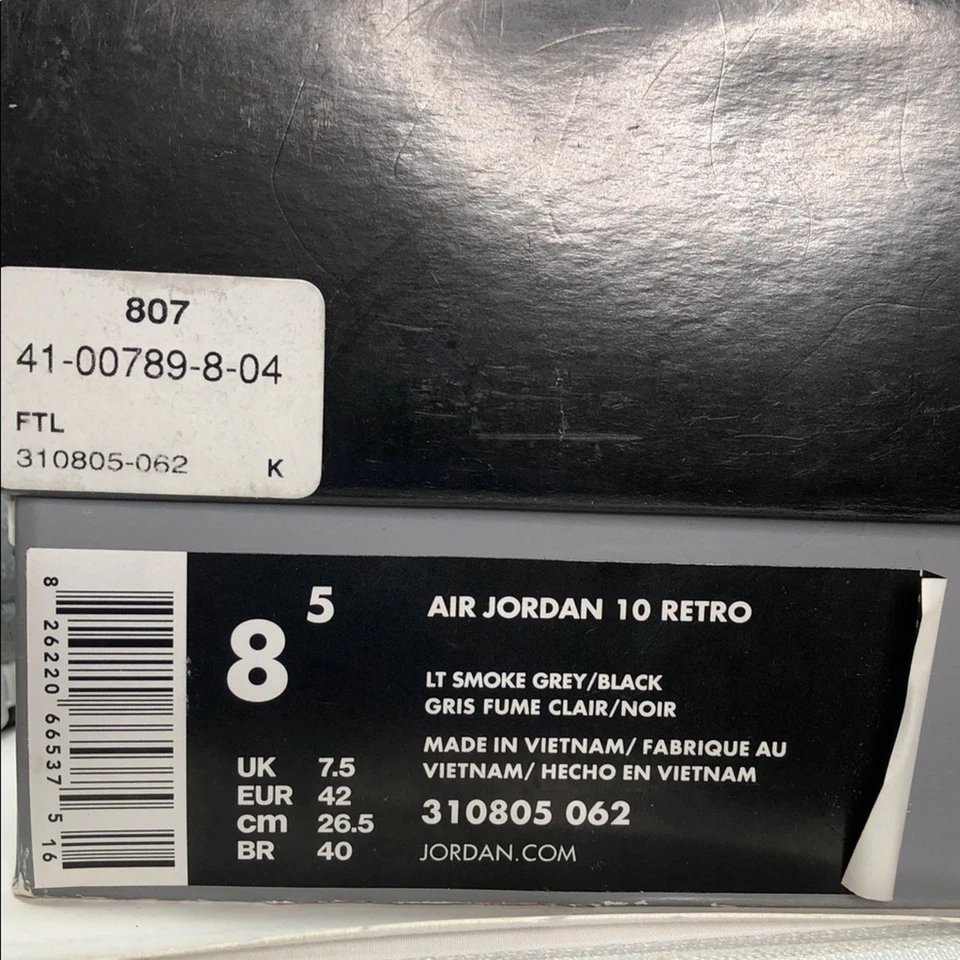 807
41-00789-8-04
FTL
310805-062 K
8 26220 66537 5 16
8 5
UK 7.5
EUR 42
cm 26.5
BR 40
AIR JORDAN 10 RETRO
LT SMOKE GREY/BLACK
GRIS FUME CLAIR/NOIR
MADE IN VIETNAM/ FABRIQUE AU
VIETNAM/ HECHO EN VIETNAM
310805 062
JORDAN.COM